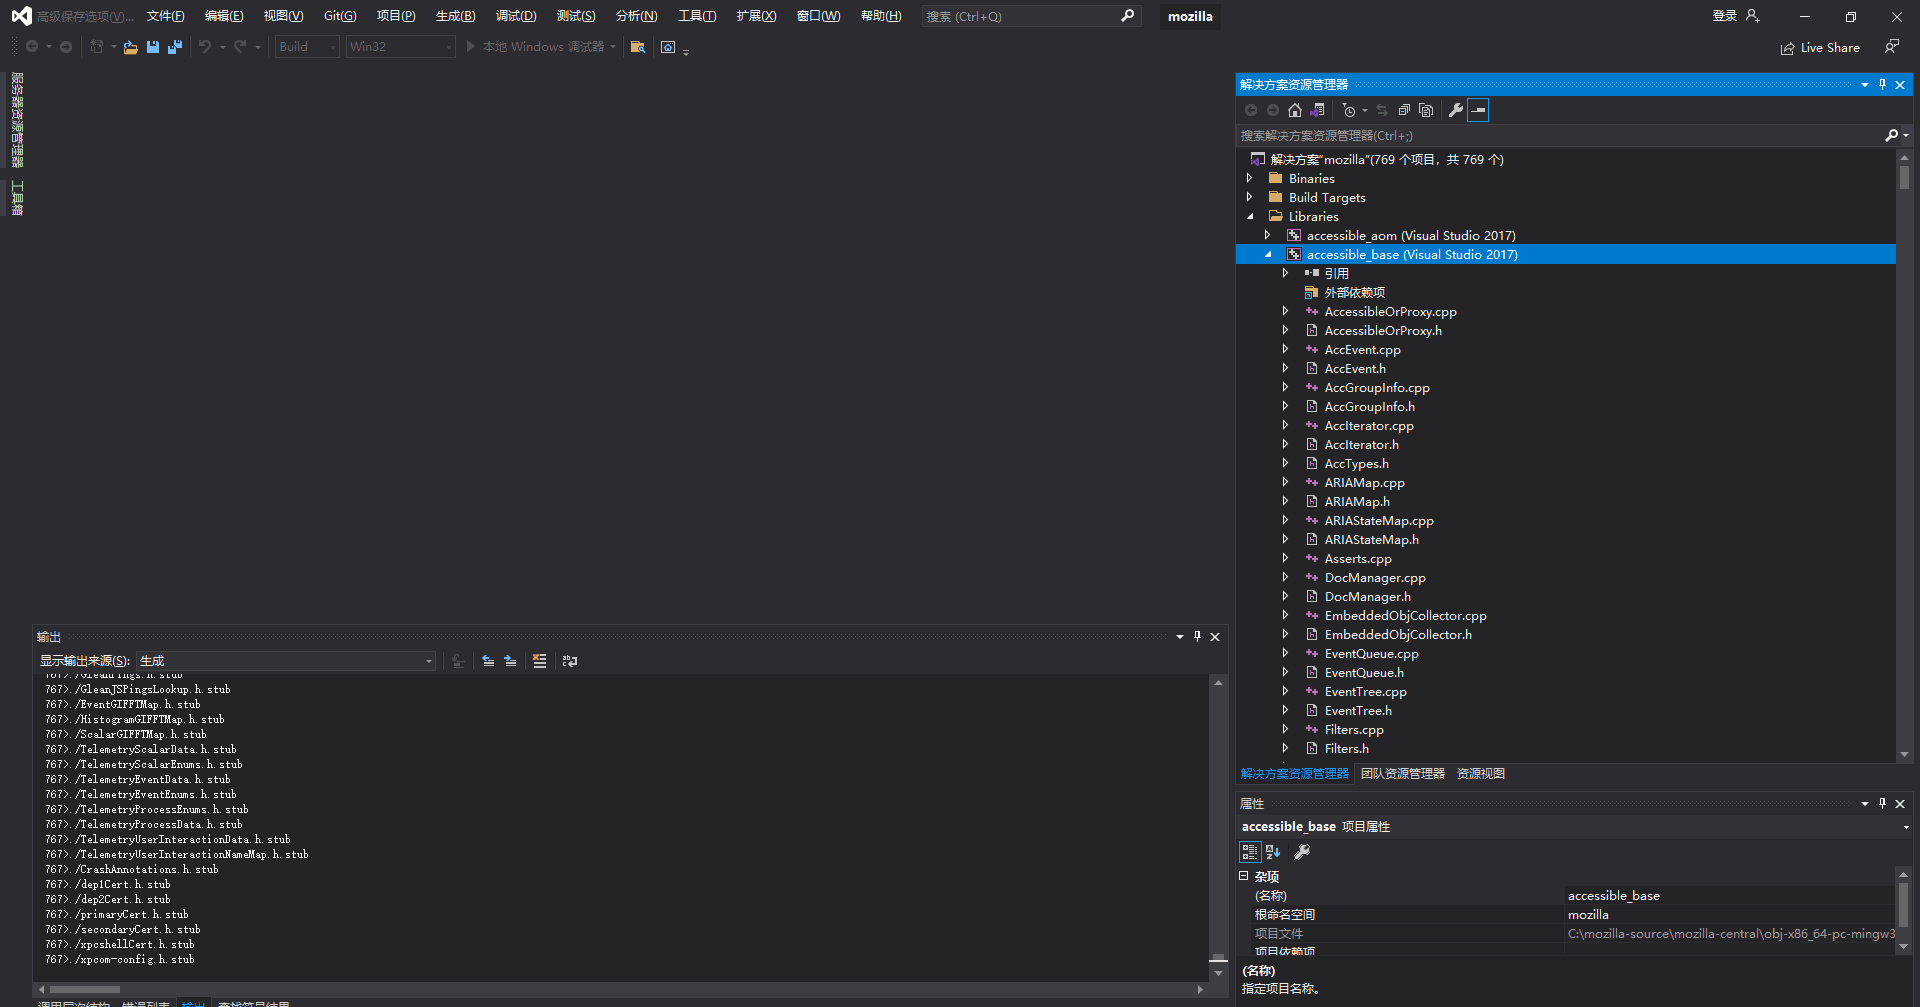 高级保存选项(V)... 文件(F) 编辑(E) 视图(V) Git(G) 项目(P) 生成(B) 调试(D) 测试(S) 分析(N) 工具(T) 扩展(X) 窗口(W) 帮助(H) 搜索 (Ctrl+Q) mozilla 登录
Build Win32 本地 Windows 调试器 Live Share
服务器资源管理器
工具箱
解决方案资源管理器
搜索解决方案资源管理器(Ctrl+;)
解决方案"mozilla"(769 个项目，共 769 个)
Binaries
Build Targets
Libraries
accessible_aom (Visual Studio 2017)
accessible_base (Visual Studio 2017)
引用
外部依赖项
AccessibleOrProxy.cpp
AccessibleOrProxy.h
AccEvent.cpp
AccEvent.h
AccGroupInfo.cpp
AccGroupInfo.h
AccIterator.cpp
AccIterator.h
AccTypes.h
ARIAMap.cpp
ARIAMap.h
ARIAStateMap.cpp
ARIAStateMap.h
Asserts.cpp
DocManager.cpp
DocManager.h
EmbeddedObjCollector.cpp
EmbeddedObjCollector.h
EventQueue.cpp
EventQueue.h
EventTree.cpp
EventTree.h
Filters.cpp
Filters.h
解决方案资源管理器 团队资源管理器 资源视图
属性
accessible_base 项目属性
杂项
(名称) accessible_base
根命名空间 mozilla
项目文件 C:\mozilla-source\mozilla-central\obj-x86_64-pc-mingw3
项目依赖项
(名称)
指定项目名称。
输出
显示输出来源(S): 生成
767>./GleanPings.h.stub
767>./GleanJSPingsLookup.h.stub
767>./EventGIFFTMap.h.stub
767>./HistogramGIFFTMap.h.stub
767>./ScalarGIFFTMap.h.stub
767>./TelemetryScalarData.h.stub
767>./TelemetryScalarEnums.h.stub
767>./TelemetryEventData.h.stub
767>./TelemetryEventEnums.h.stub
767>./TelemetryProcessEnums.h.stub
767>./TelemetryProcessData.h.stub
767>./TelemetryUserInteractionData.h.stub
767>./TelemetryUserInteractionNameMap.h.stub
767>./CrashAnnotations.h.stub
767>./dep1Cert.h.stub
767>./dep2Cert.h.stub
767>./primaryCert.h.stub
767>./secondaryCert.h.stub
767>./xpcshellCert.h.stub
767>./xpcom-config.h.stub
调用层次结构 错误列表 输出 查找符号结果